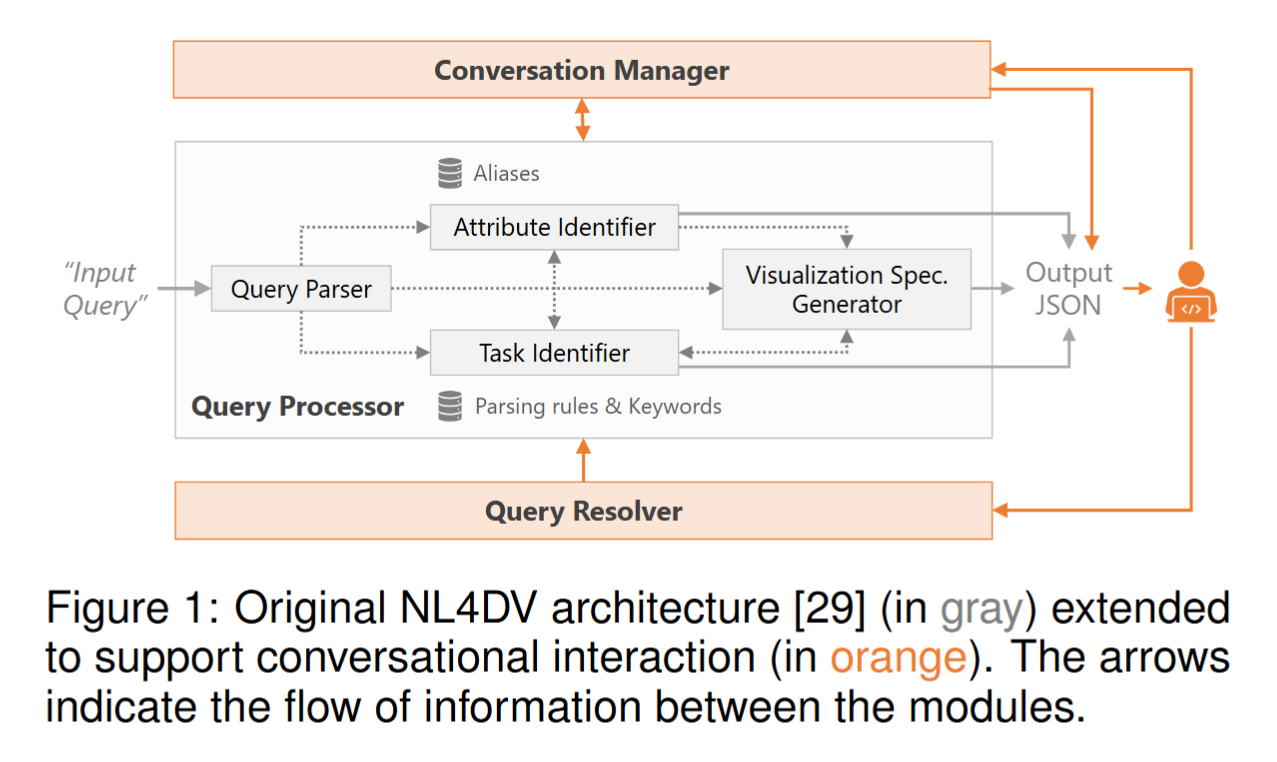 Conversation Manager
Aliases
Attribute Identifier
“Input
Query”
Query Parser
Visualization Spec.
Generator
Output
JSON
</>
Task Identifier
Query Processor
Parsing rules & Keywords
Query Resolver
Figure 1: Original NL4DV architecture [29] (in gray) extended
to support conversational interaction (in orange). The arrows
indicate the flow of information between the modules.